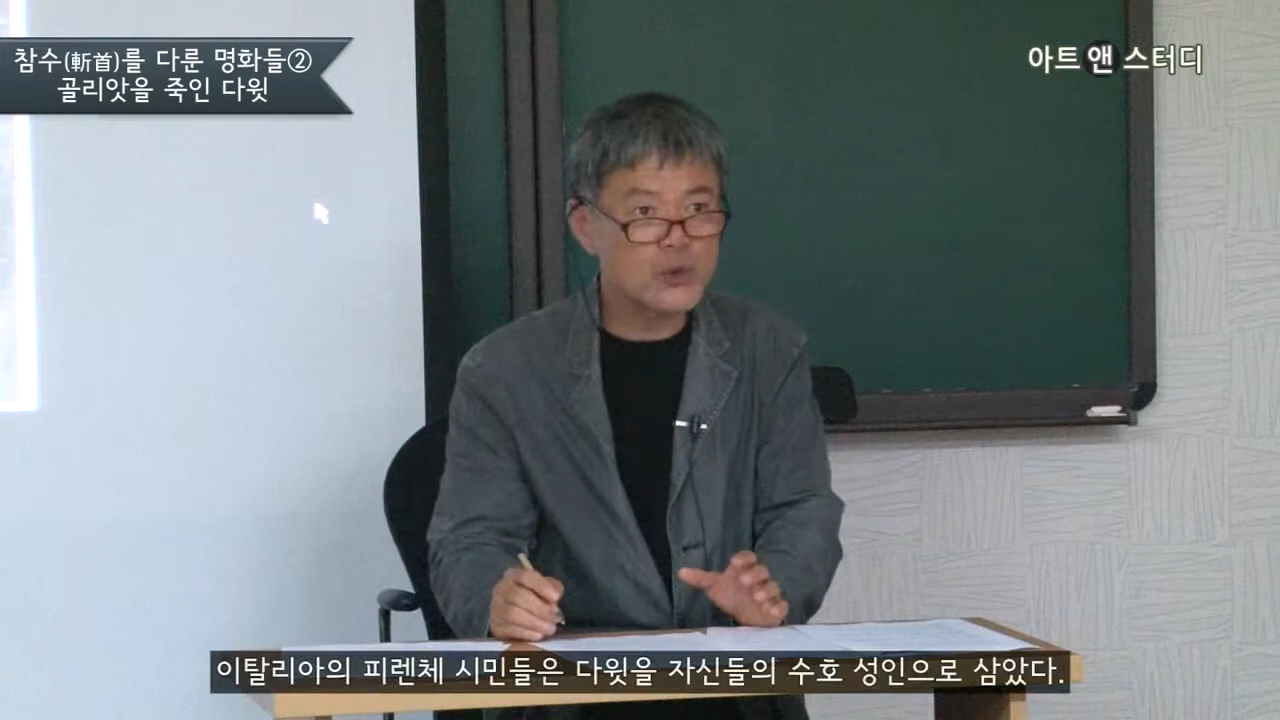 참수(斬首)를 다룬 명화들②
골리앗을 죽인 다윗
아트앤스터디
이탈리아의 피렌체 시민들은 다윗을 자신들의 수호 성인으로 삼았다.